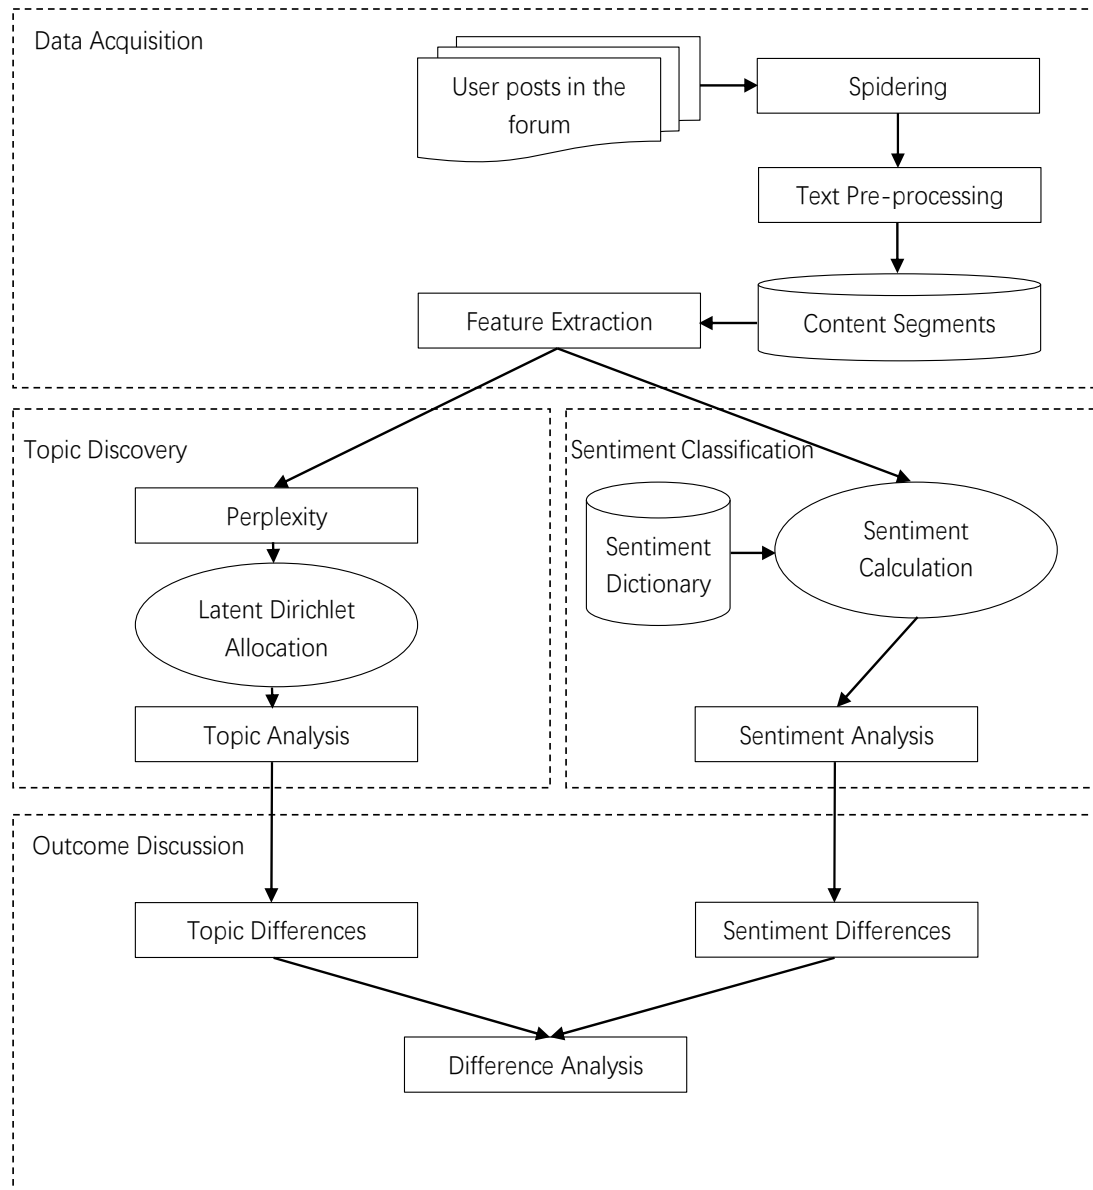 Data Acquisition
User posts in the
forum
Spidering
Text Pre-processing
Content Segments
Feature Extraction
Topic Discovery
Perplexity
Latent Dirichlet
Allocation
Topic Analysis
Sentiment Classification
Sentiment
Dictionary
Sentiment
Calculation
Sentiment Analysis
Outcome Discussion
Topic Differences
Sentiment Differences
Difference Analysis